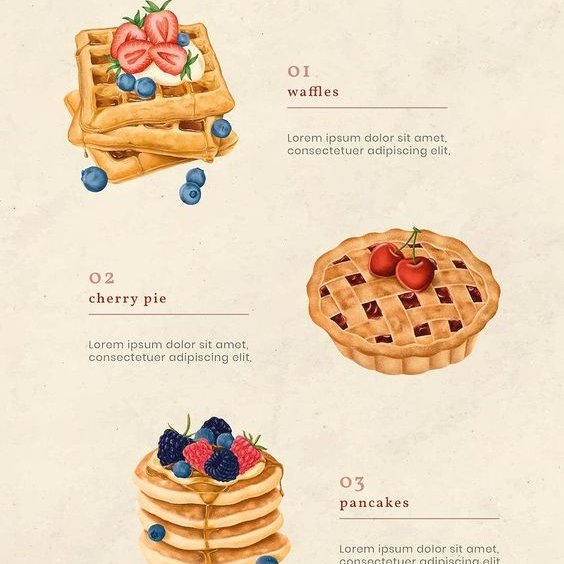 01
waffles
Lorem ipsum dolor sit amet,
consectetuer adipiscing elit,
02
cherry pie
Lorem ipsum dolor sit amet,
consectetuer adipiscing elit,
03
pancakes
Lorem ipsum dolor sit amet,
consectetuer adipiscing elit,